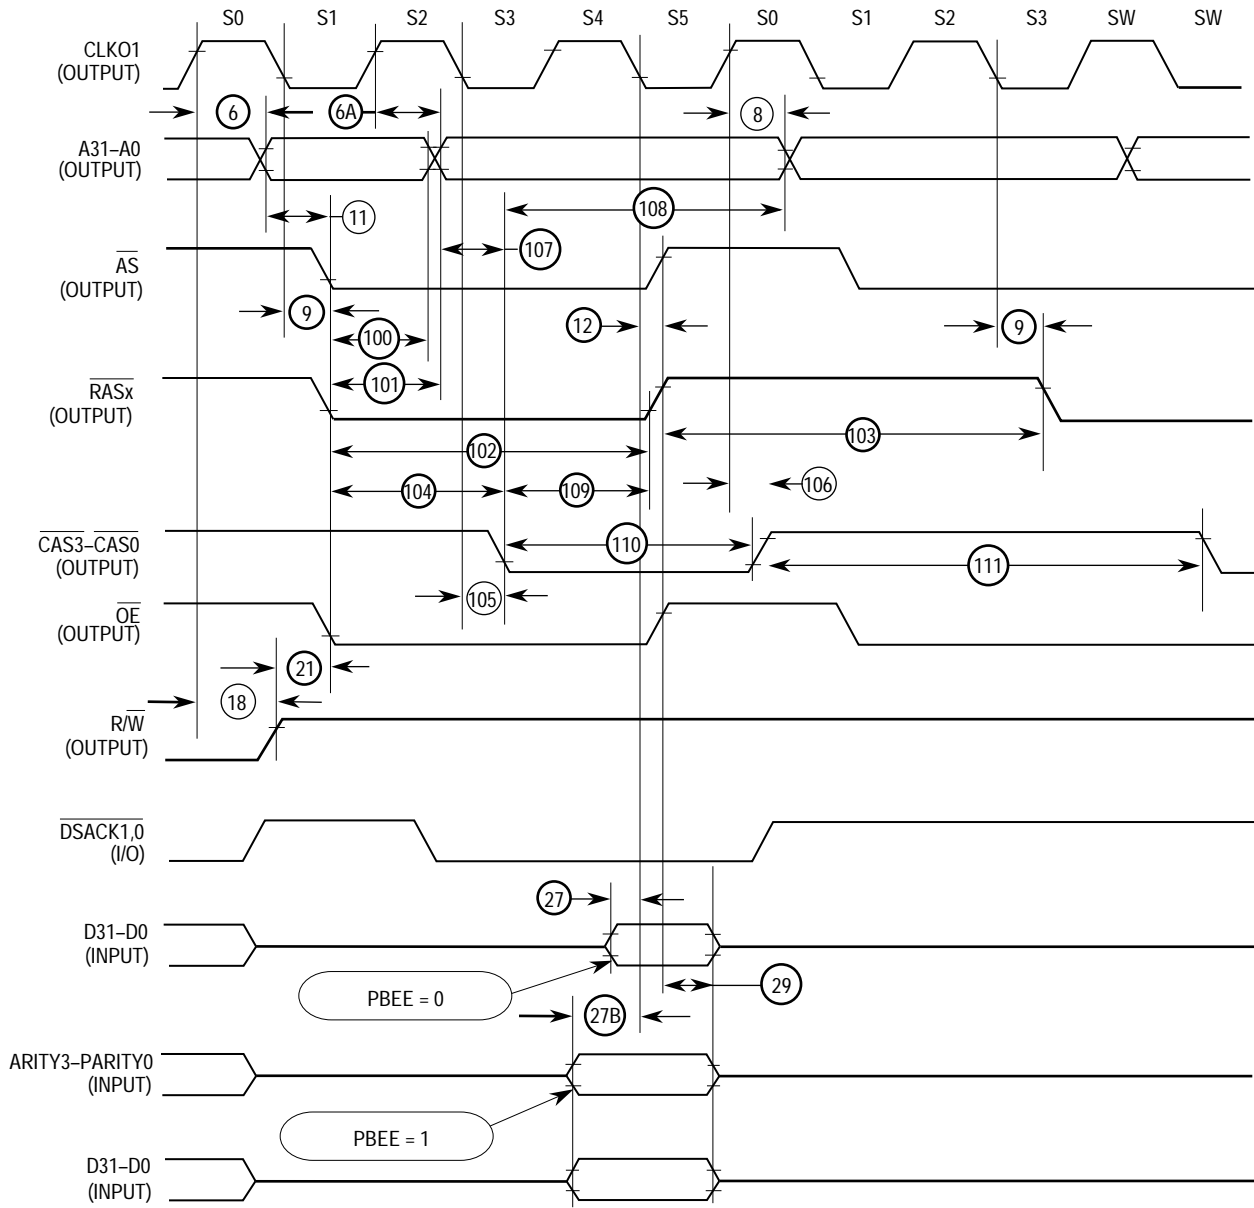 S0 S1 S2 S3 S4 S5 S0 S1 S2 S3 SW SW
CLKO1
(OUTPUT)
6 6A 8
A31–A0
(OUTPUT)
11 108
107
AS
(OUTPUT)
9 12 9
100
101
RASx
(OUTPUT)
102 103
104 109 106
CAS3–CAS0
(OUTPUT)
110 111
105
OE
(OUTPUT)
21
18
R/W
(OUTPUT)
DSACK1,0
(I/O)
27
D31–D0
(INPUT)
PBEE = 0
29
27B
ARITY3–PARITY0
(INPUT)
PBEE = 1
D31–D0
(INPUT)